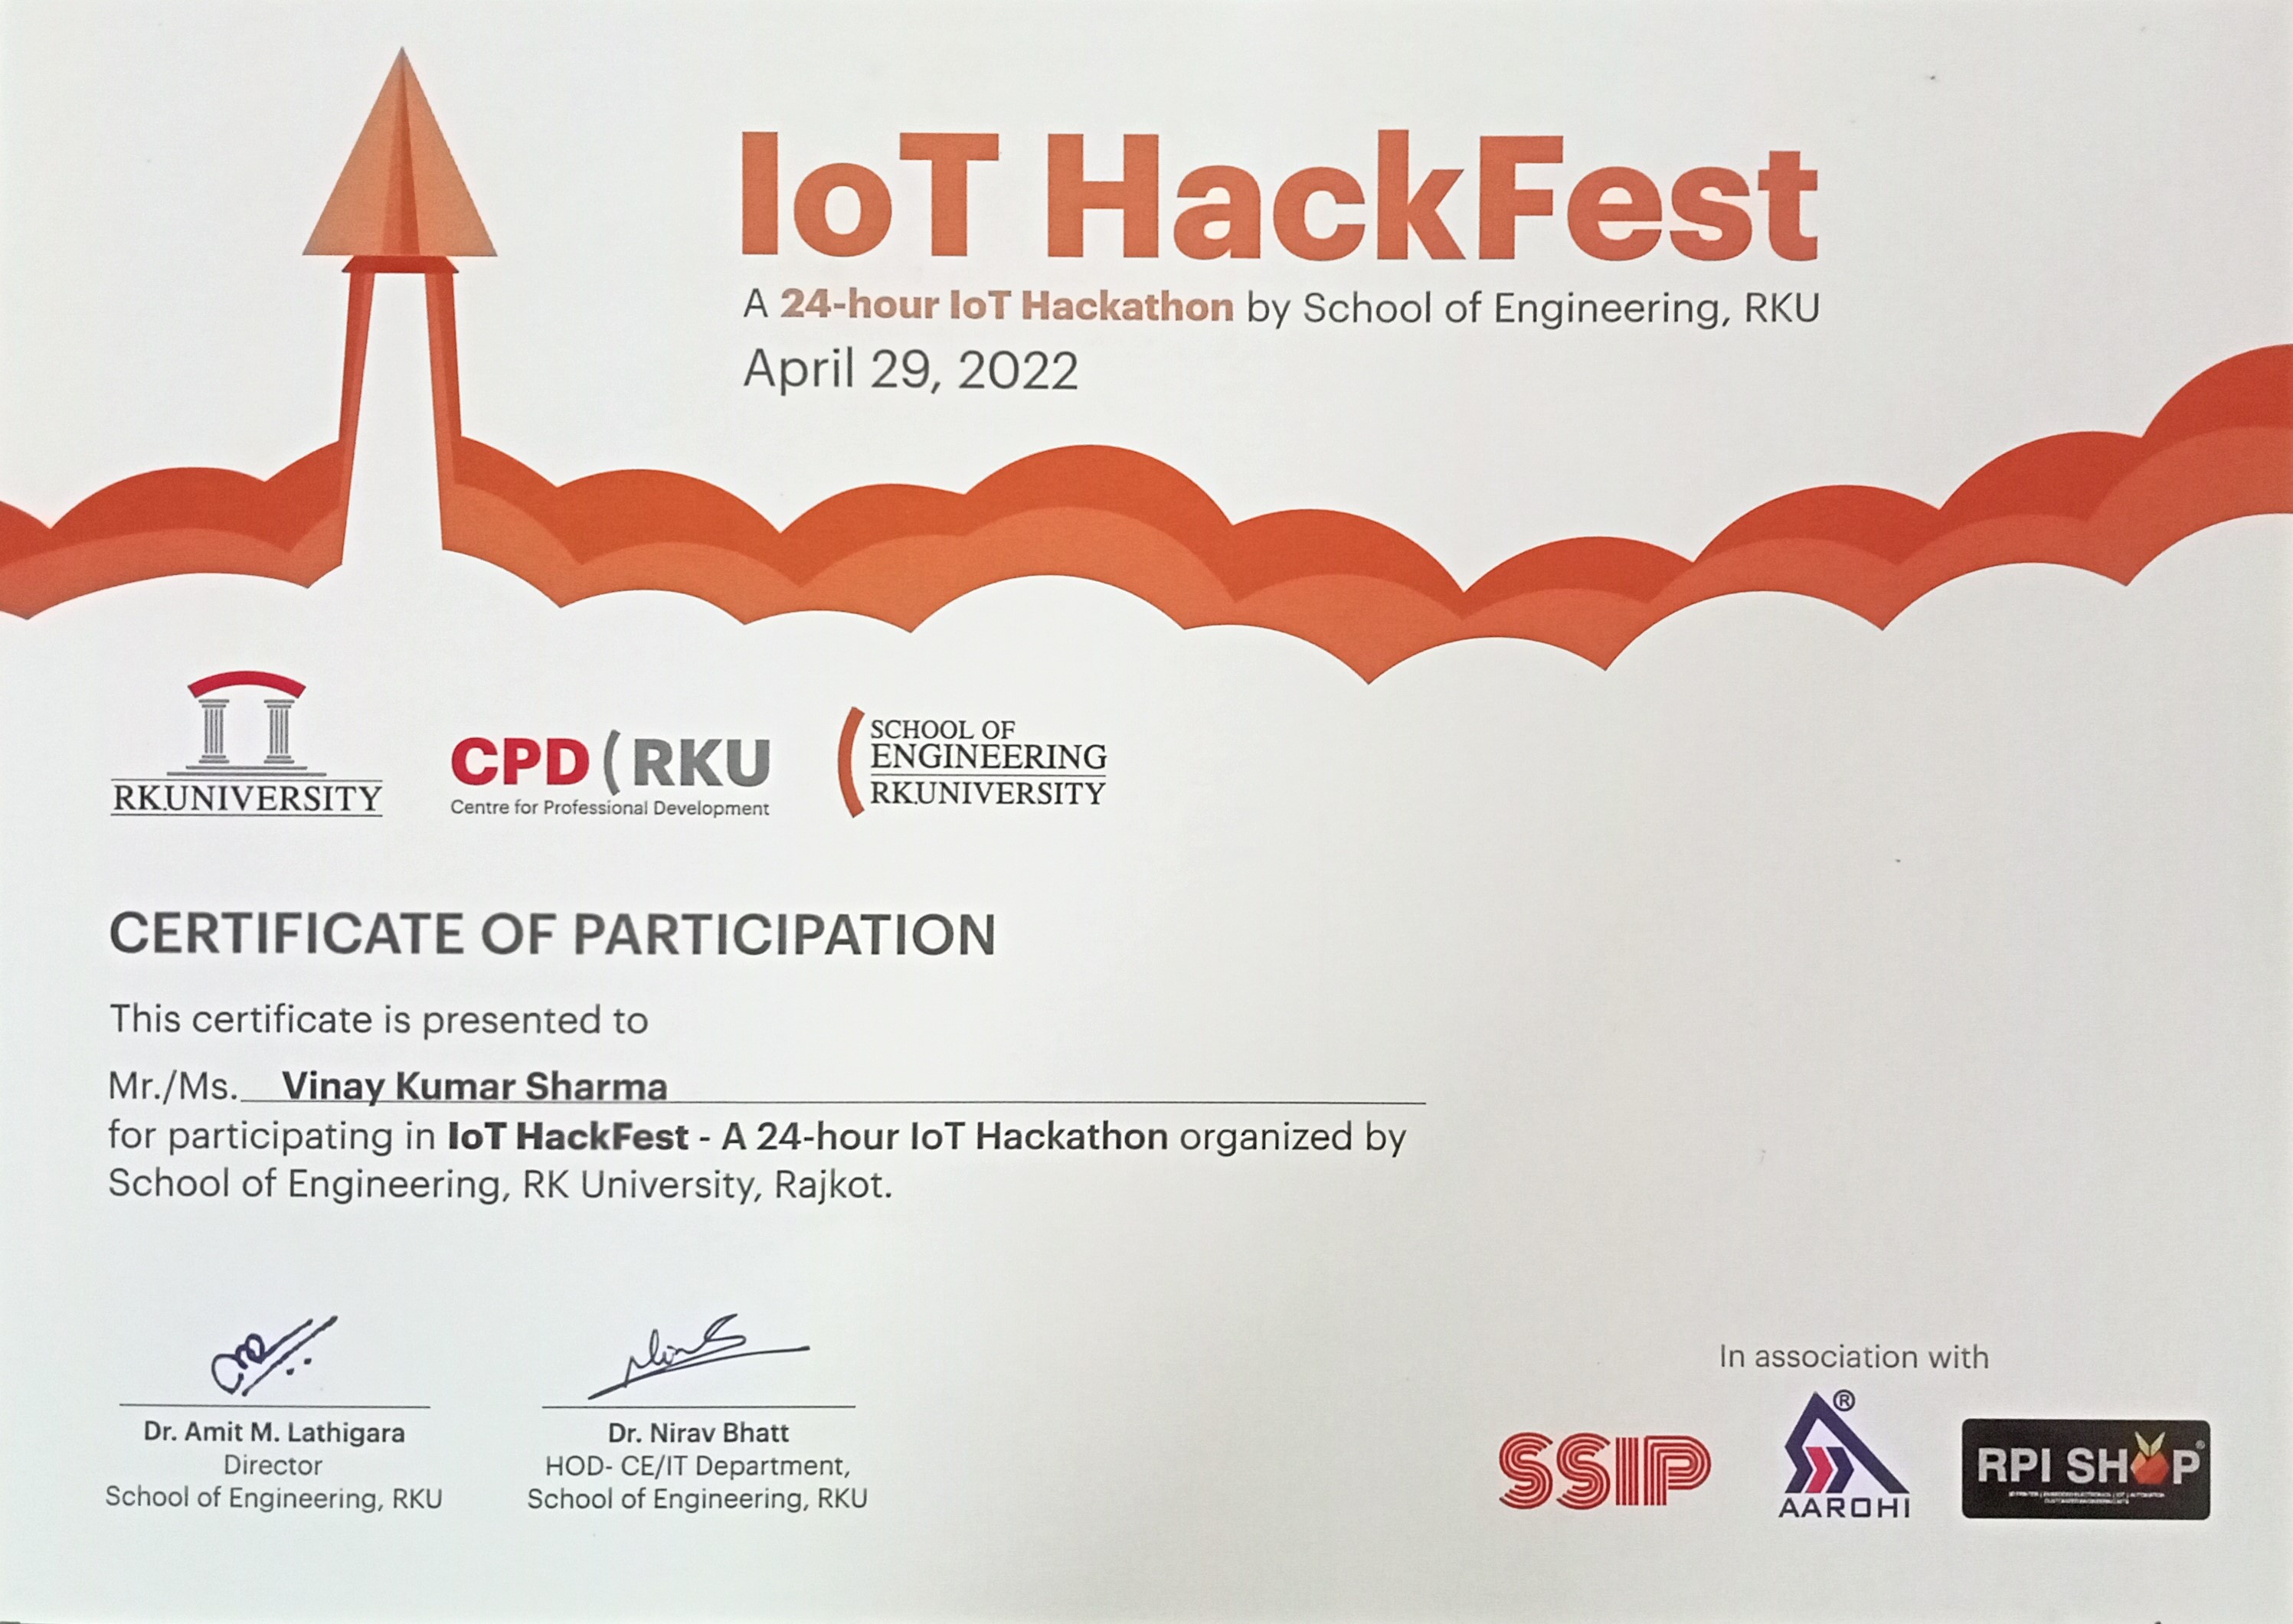 IoT HackFest
A 24-hour IoT Hackathon by School of Engineering, RKU
April 29, 2022
RK.UNIVERSITY
CPD(RKU
Centre for Professional Development
SCHOOL OF
ENGINEERING
RK.UNIVERSITY
CERTIFICATE OF PARTICIPATION
This certificate is presented to
Mr./Ms. Vinay Kumar Sharma
for participating in IoT HackFest - A 24-hour IoT Hackathon organized by
School of Engineering, RK University, Rajkot.
Dr. Amit M. Lathigara
Director
School of Engineering, RKU
Dr. Nirav Bhatt
HOD- CE/IT Department,
School of Engineering, RKU
In association with
SSIP
AAROHI®
RPI SHOP®